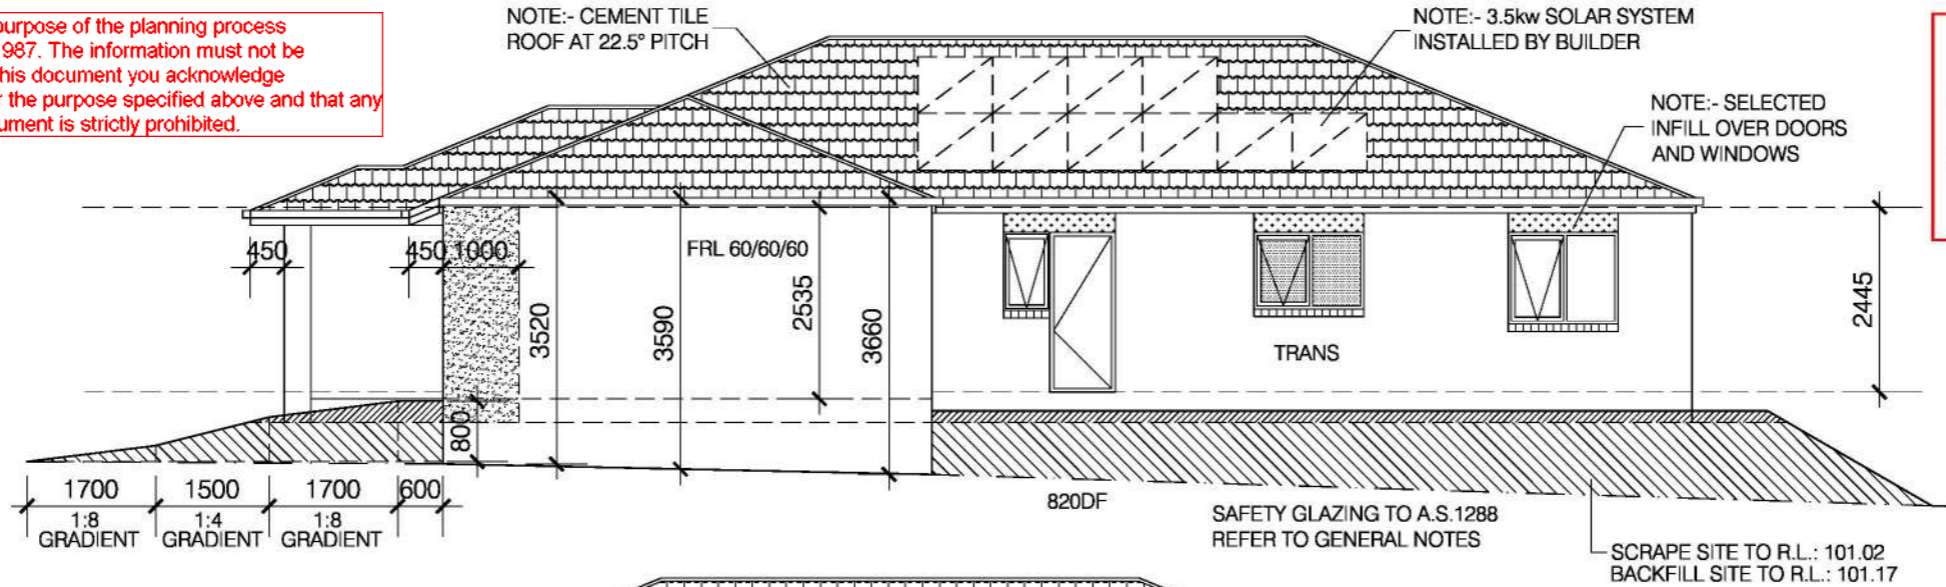 purpose of the planning process
987. The information must not be
his document you acknowledge
r the purpose specified above and that any
ument is strictly prohibited.
NOTE:- CEMENT TILE
ROOF AT 22.5° PITCH
NOTE:- 3.5kw SOLAR SYSTEM
INSTALLED BY BUILDER
NOTE:- SELECTED
INFILL OVER DOORS
AND WINDOWS
450
450
1000
FRL 60/60/60
3520
3590
2535
3660
800
TRANS
2445
1700
1:8
GRADIENT
1500
1:4
GRADIENT
1700
1:8
GRADIENT
600
820DF
SAFETY GLAZING TO A.S.1288
REFER TO GENERAL NOTES
SCRAPE SITE TO R.L.: 101.02
BACKFILL SITE TO R.L.: 101.17